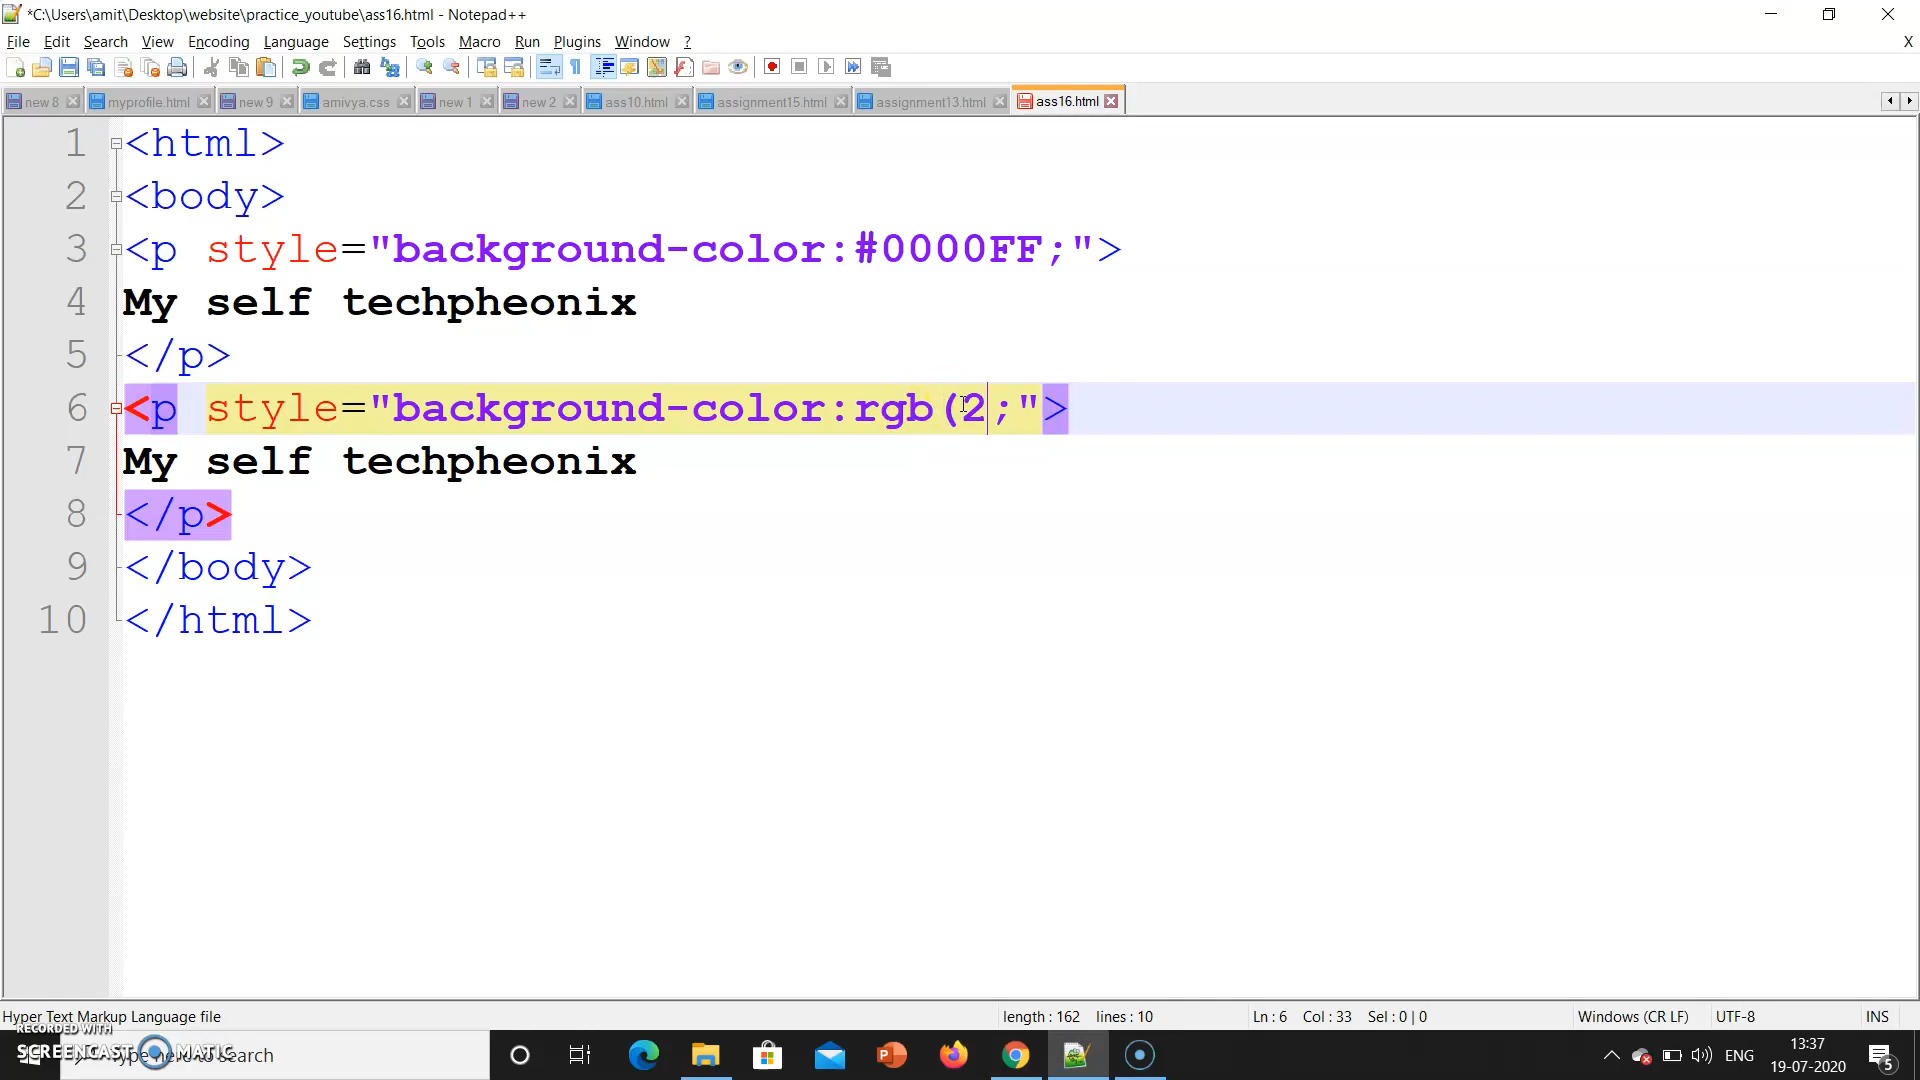 *C:\Users\amit\Desktop\website\practice_youtube\ass16.html - Notepad++
File Edit Search View Encoding Language Settings Tools Macro Run Plugins Window ? X
new 8 myprofile.html new 9 amivya.css new 1 new 2 ass10.html assignment15.html assignment13.html ass16.html
1 <html>
2 <body>
3 <p style="background-color:#0000FF;">
4 My self techpheonix
5 </p>
6 <p style="background-color:rgb(2;">
7 My self techpheonix
8 </p>
9 </body>
10 </html>
Hyper Text Markup Language file length : 162 lines : 10 Ln : 6 Col : 33 Sel : 0 | 0 Windows (CR LF) UTF-8 INS
RECORDED WITH
SCREENCAST MATIC
Type here to search
ENG
13:37
19-07-2020
5